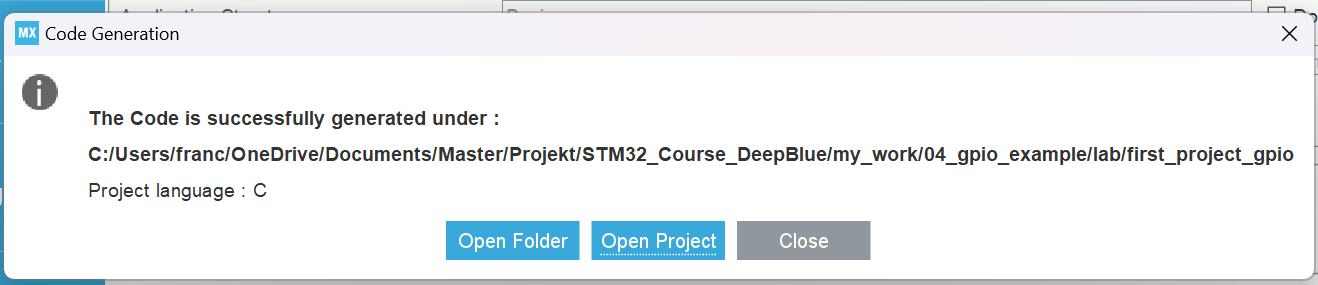 MX Code Generation
The Code is successfully generated under :
C:/Users/franc/OneDrive/Documents/Master/Projekt/STM32_Course_DeepBlue/my_work/04_gpio_example/lab/first_project_gpio
Project language : C
Open Folder Open Project Close